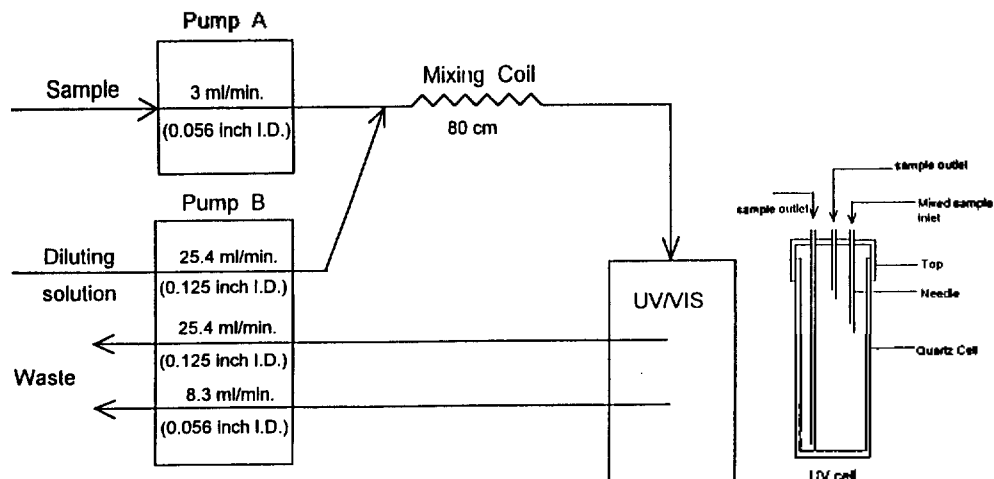 Pump A
Sample
3 ml/min.
(0.056 inch I.D.)
Mixing Coil
80 cm
Pump B
Diluting
solution
25.4 ml/min.
(0.125 inch I.D.)
25.4 ml/min.
(0.125 inch I.D.)
Waste
8.3 ml/min.
(0.056 inch I.D.)
UV/VIS
sample outlet
sample outlet
Mixed sample
inlet
Top
Needle
Quartz Cell
UV cell